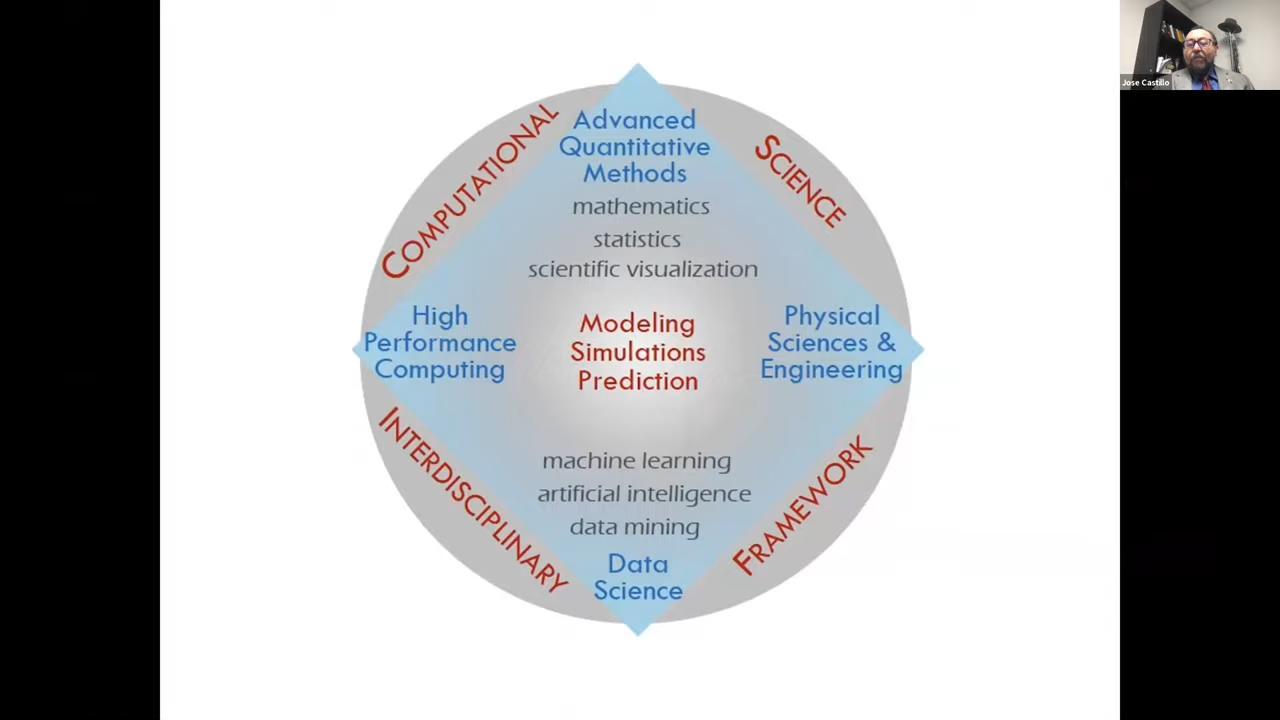 Jose Castillo
COMPUTATIONAL
SCIENCE
Advanced
Quantitative
Methods
mathematics
statistics
scientific visualization
High
Performance
Computing
Modeling
Simulations
Prediction
Physical
Sciences &
Engineering
INTERDISCIPLINARY
FRAMEWORK
machine learning
artificial intelligence
data mining
Data
Science